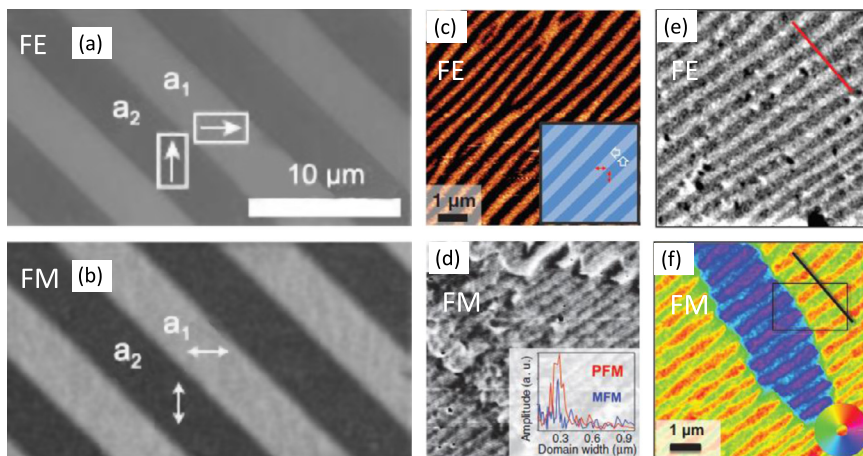 FE (a)
a₁
a₂
10 µm
FM (b)
a₁
a₂
(c)
FE
1 µm
(d)
FM
Amplitude (a. u.)
PFM
MFM
0.3 0.6 0.9
Domain width (µm)
(e)
FE
(f)
FM
1 µm